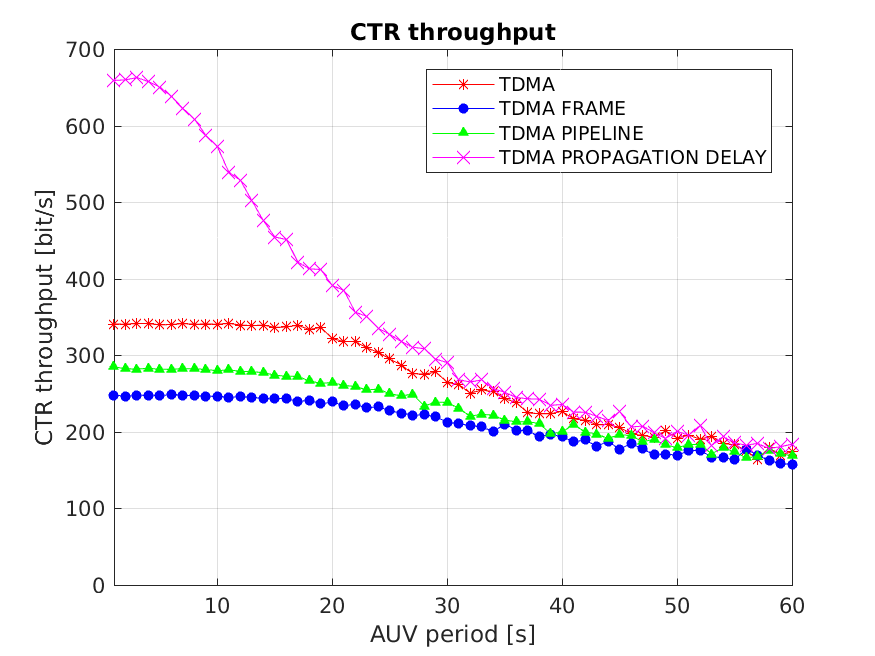 CTR throughput
CTR throughput [bit/s]
700
600
500
400
300
200
100
0
TDMA
TDMA FRAME
TDMA PIPELINE
TDMA PROPAGATION DELAY
10 20 30 40 50 60
AUV period [s]